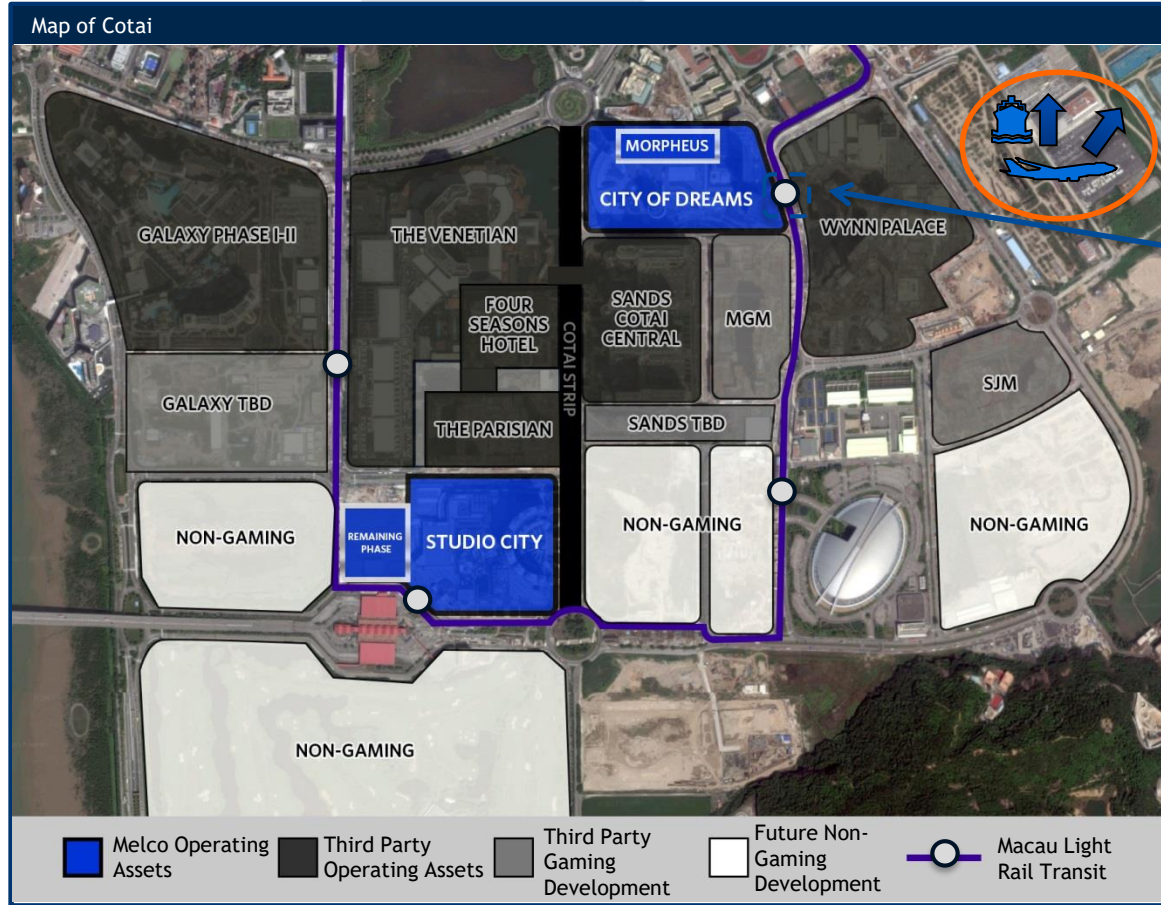 Map of Cotai
MORPHEUS
CITY OF DREAMS
GALAXY PHASE I-II
THE VENETIAN
WYNN PALACE
FOUR
SEASONS
HOTEL
SANDS
COTAI
CENTRAL
MGM
COTAI STRIP
SJM
GALAXY TBD
THE PARISIAN
SANDS TBD
NON-GAMING
REMAINING
PHASE
STUDIO CITY
NON-GAMING
NON-GAMING
NON-GAMING
Melco Operating
Assets
Third Party
Operating Assets
Third Party
Gaming
Development
Future Non-
Gaming
Development
Macau Light
Rail Transit